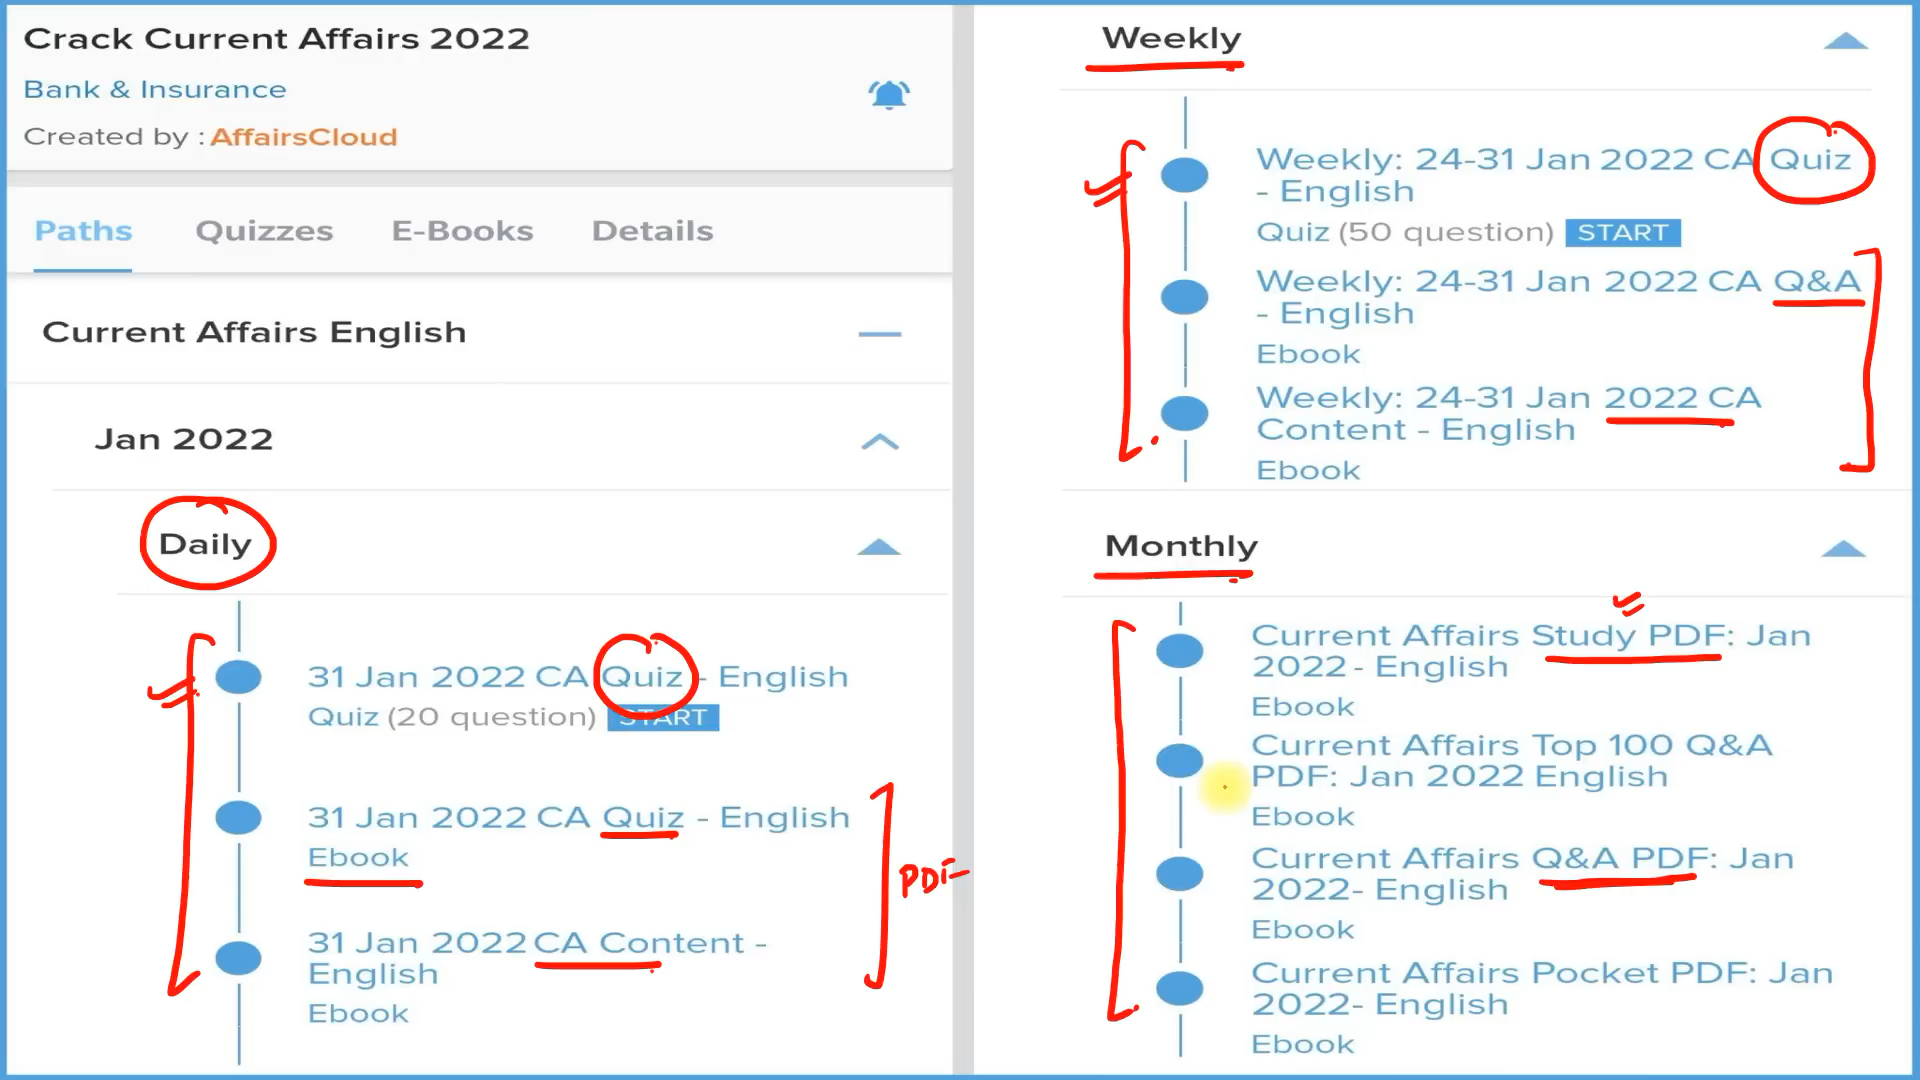 Crack Current Affairs 2022
Bank & Insurance
Created by : AffairsCloud
Paths Quizzes E-Books Details
Current Affairs English
Jan 2022
Daily
31 Jan 2022 CA Quiz - English
Quiz (20 question) START
31 Jan 2022 CA Quiz - English
Ebook
PDF
31 Jan 2022 CA Content -
English
Ebook
Weekly
Weekly: 24-31 Jan 2022 CA Quiz
- English
Quiz (50 question) START
Weekly: 24-31 Jan 2022 CA Q&A
- English
Ebook
Weekly: 24-31 Jan 2022 CA
Content - English
Ebook
Monthly
Current Affairs Study PDF: Jan
2022- English
Ebook
Current Affairs Top 100 Q&A
PDF: Jan 2022 English
Ebook
Current Affairs Q&A PDF: Jan
2022- English
Ebook
Current Affairs Pocket PDF: Jan
2022- English
Ebook